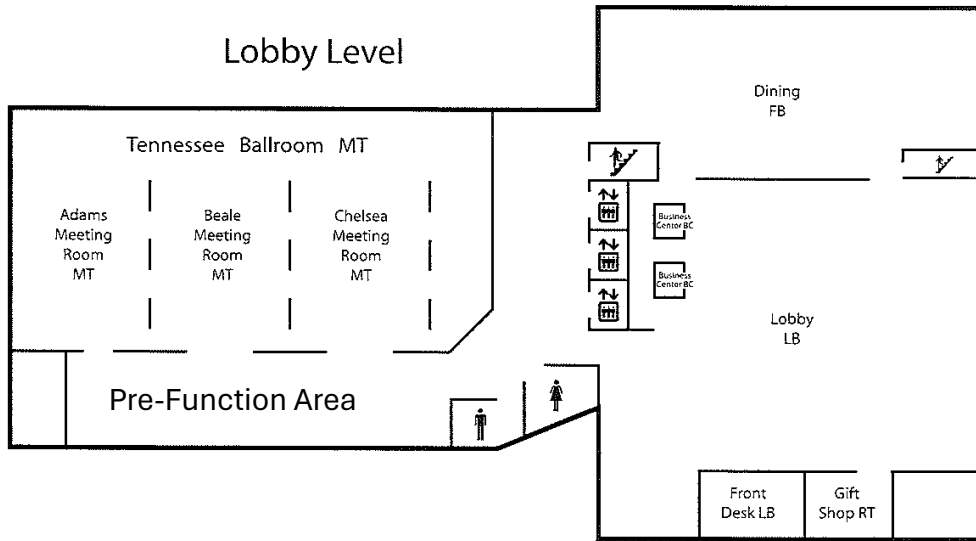 Lobby Level
Dining
FB
Tennessee Ballroom MT
Adams
Meeting
Room
MT
Beale
Meeting
Room
MT
Chelsea
Meeting
Room
MT
Business
Center BC
Business
Center BC
Lobby
LB
Pre-Function Area
Front
Desk LB
Gift
Shop RT